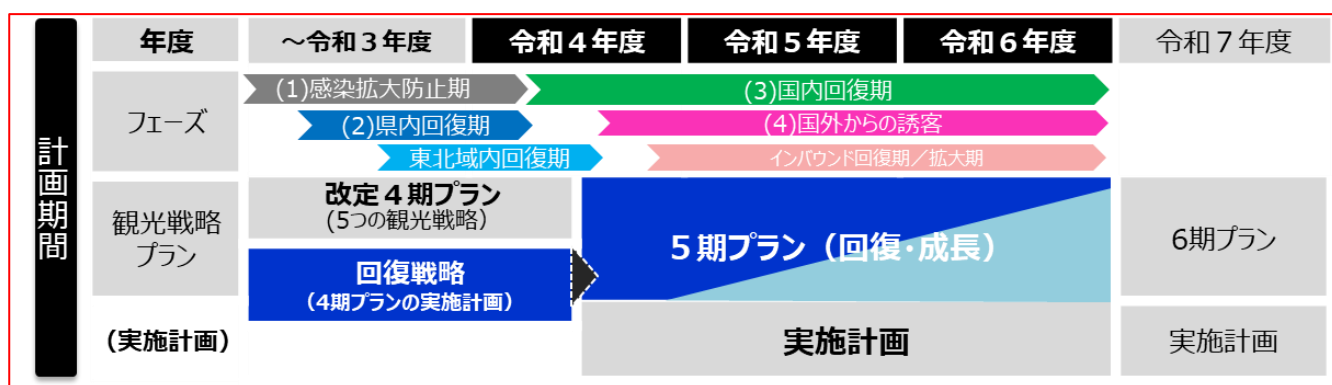 計画期間
年度
～令和３年度
令和４年度
令和５年度
令和６年度
令和７年度
フェーズ
(1)感染拡大防止期
(3)国内回復期
(2)県内回復期
(4)国外からの誘客
東北域内回復期
インバウンド回復期／拡大期
観光戦略
プラン
改定４期プラン
(5つの観光戦略)
回復戦略
(4期プランの実施計画)
５期プラン（回復・成長）
6期プラン
(実施計画)
実施計画
実施計画